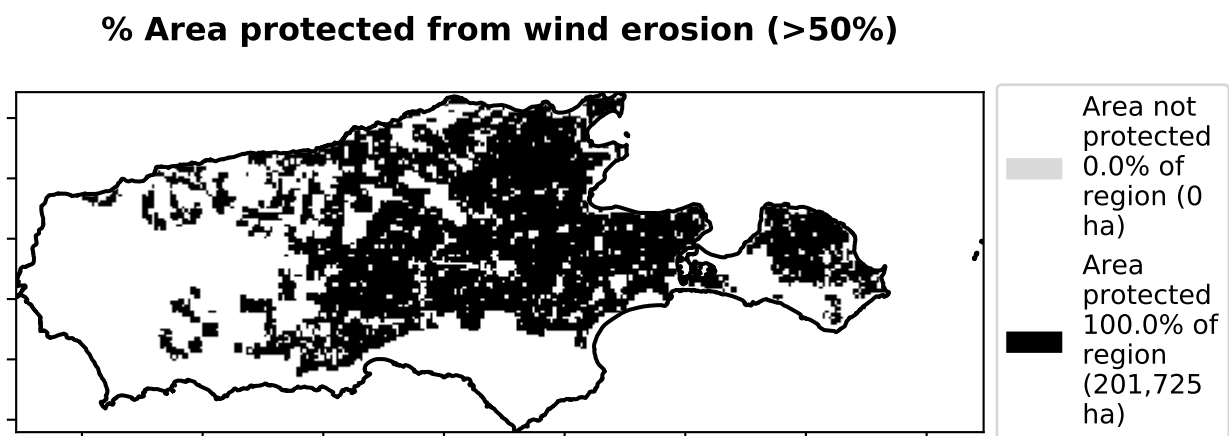 % Area protected from wind erosion (>50%)
Area not
protected
0.0% of
region (0
ha)
Area
protected
100.0% of
region
(201,725
ha)